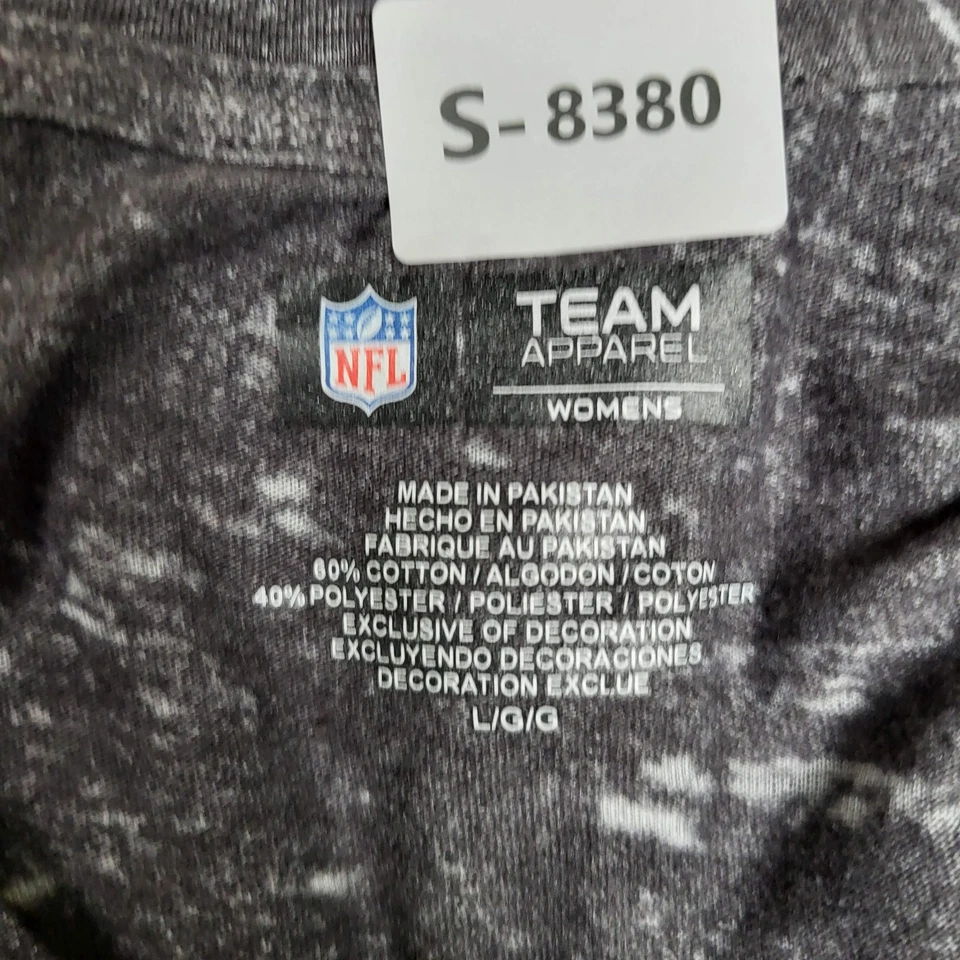 S-8380
NFL
TEAM
APPAREL
WOMENS
MADE IN PAKISTAN
HECHO EN PAKISTAN
FABRIQUE AU PAKISTAN
60% COTTON / ALGODON / COTON
40% POLYESTER / POLIESTER / POLYESTER
EXCLUSIVE OF DECORATION
EXCLUYENDO DECORACIONES
DECORATION EXCLUE
L/G/G